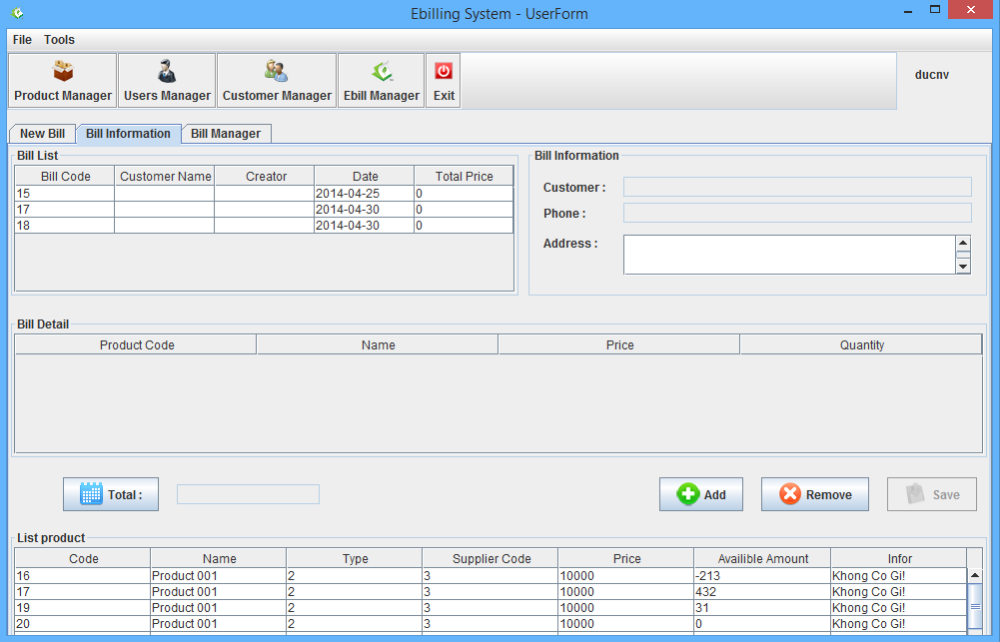 Ebilling System - UserForm
File Tools
Product Manager Users Manager Customer Manager Ebill Manager Exit ducnv
New Bill Bill Information Bill Manager
Bill List
Bill Code Customer Name Creator Date Total Price
15 2014-04-25 0
17 2014-04-30 0
18 2014-04-30 0
Bill Information
Customer :
Phone :
Address :
Bill Detail
Product Code Name Price Quantity
Total : Add Remove Save
List product
Code Name Type Supplier Code Price Availible Amount Infor
16 Product 001 2 3 10000 -213 Khong Co Gi!
17 Product 001 2 3 10000 432 Khong Co Gi!
19 Product 001 2 3 10000 31 Khong Co Gi!
20 Product 001 2 3 10000 0 Khong Co Gi!